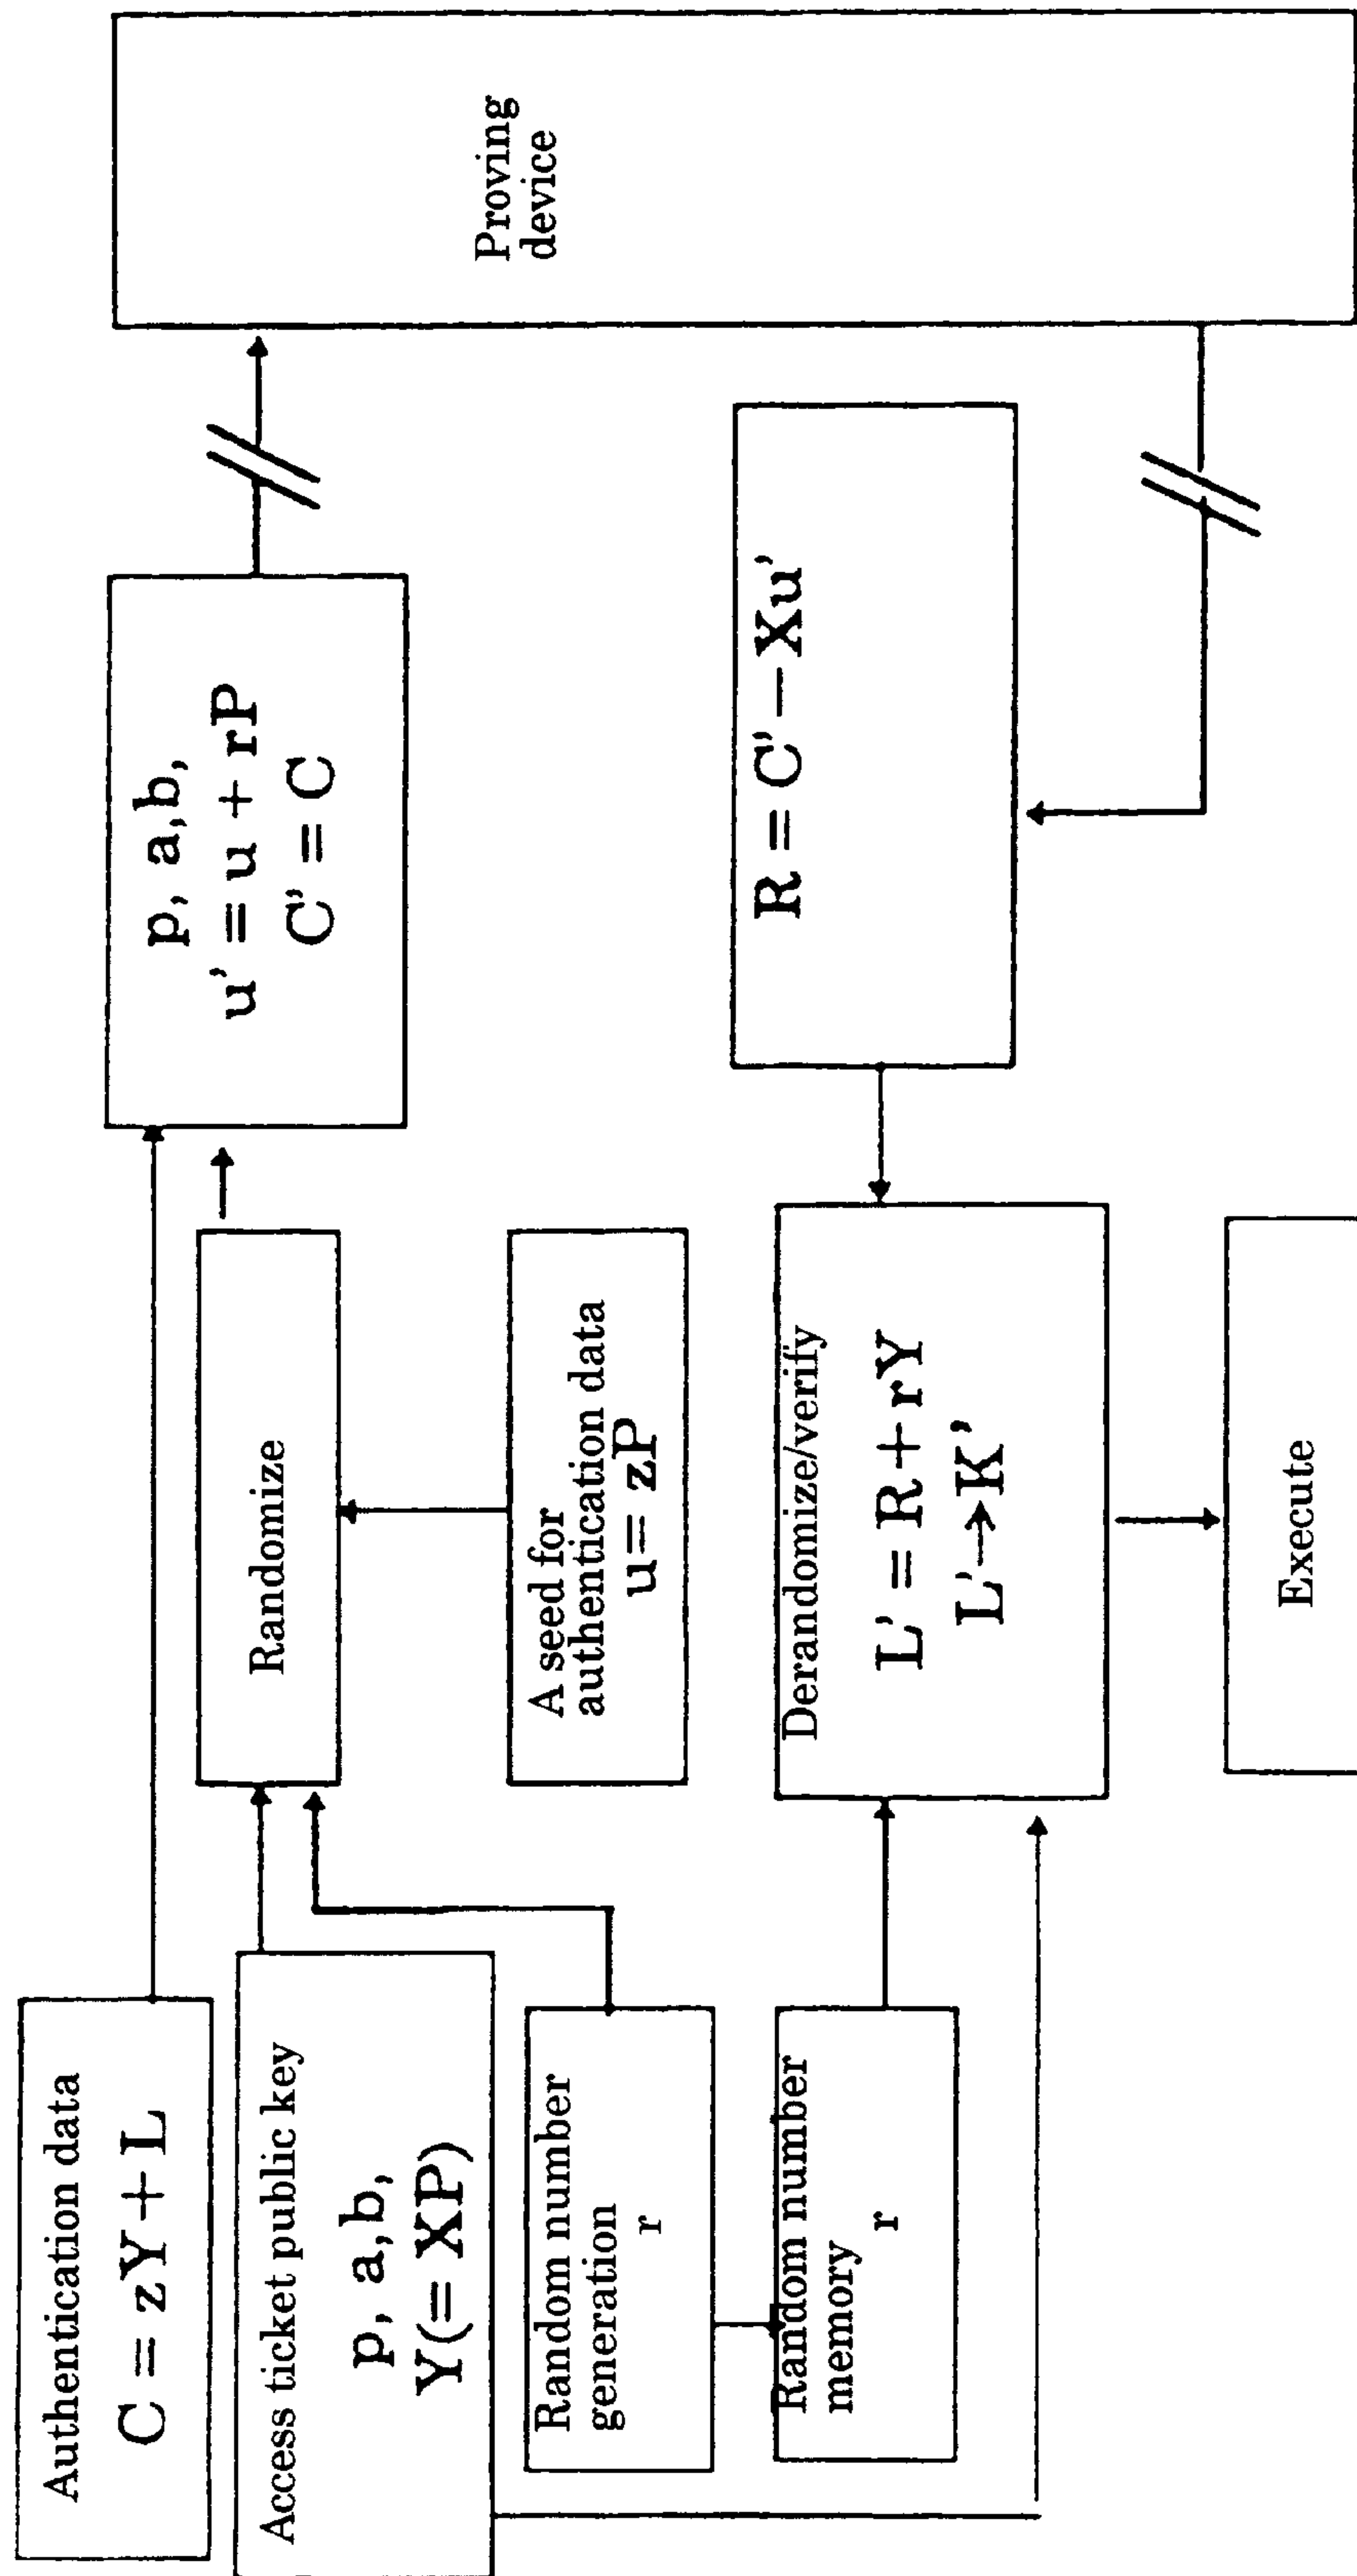 Authentication data
C = zY + L
Access ticket public key
p, a,b,
Y(= XP)
Random number
generation
r
Random number
memory
r
Randomize
A seed for
authentication data
u = zP
Derandomize/verify
L' = R + rY
L'→K'
Execute
p, a,b,
u' = u + rP
C' = C
R = C' − Xu'
Proving
device